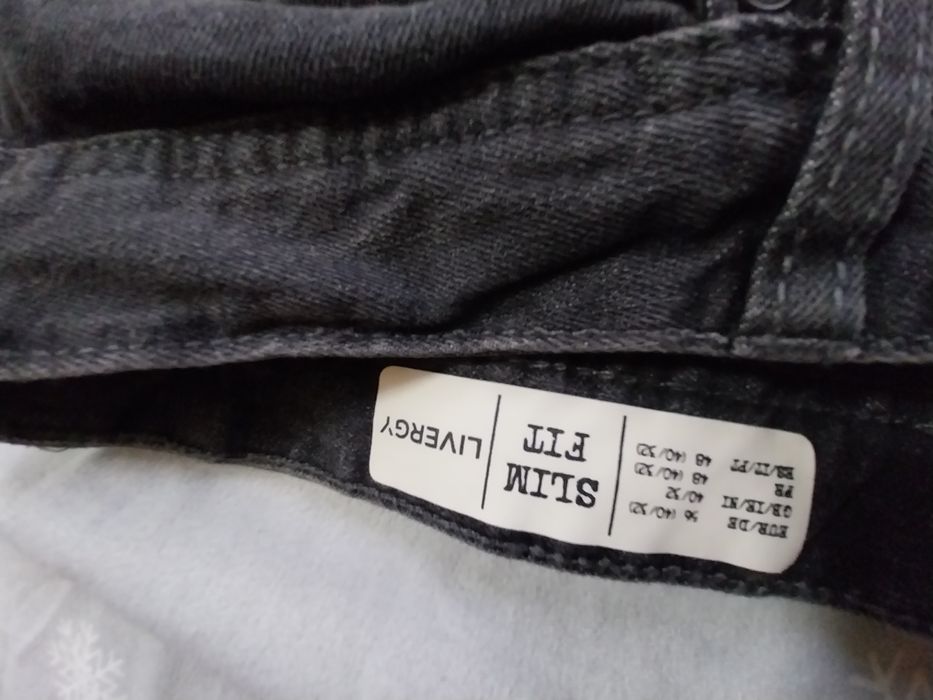 LIVERGY
SLIM
FIT
EUR/DE 56 (40/32)
GB/IE/NI 40/32
FR 48 (40/32)
ES/IT/PT 48 (40/32)